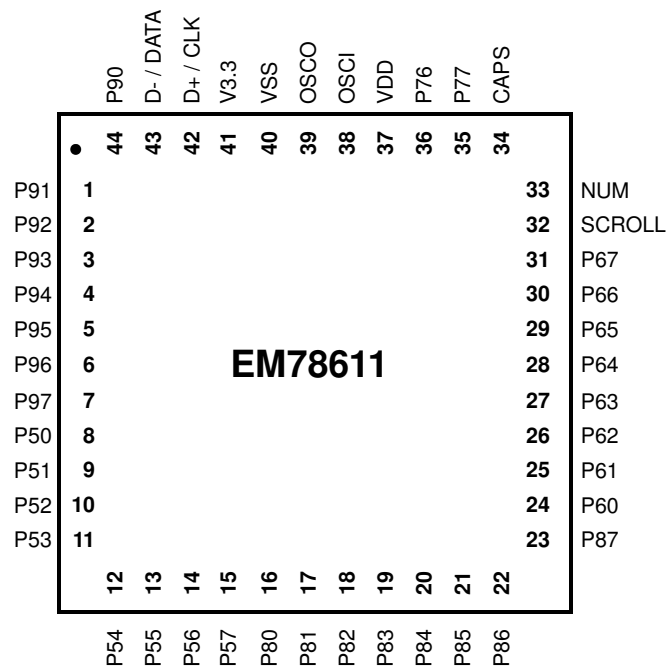 P90 D- / DATA D+ / CLK V3.3 VSS OSCO OSCI VDD P76 P77 CAPS
44 43 42 41 40 39 38 37 36 35 34
P91 1 33 NUM
P92 2 32 SCROLL
P93 3 31 P67
P94 4 30 P66
P95 5 29 P65
P96 6 EM78611 28 P64
P97 7 27 P63
P50 8 26 P62
P51 9 25 P61
P52 10 24 P60
P53 11 23 P87
12 13 14 15 16 17 18 19 20 21 22
P54 P55 P56 P57 P80 P81 P82 P83 P84 P85 P86